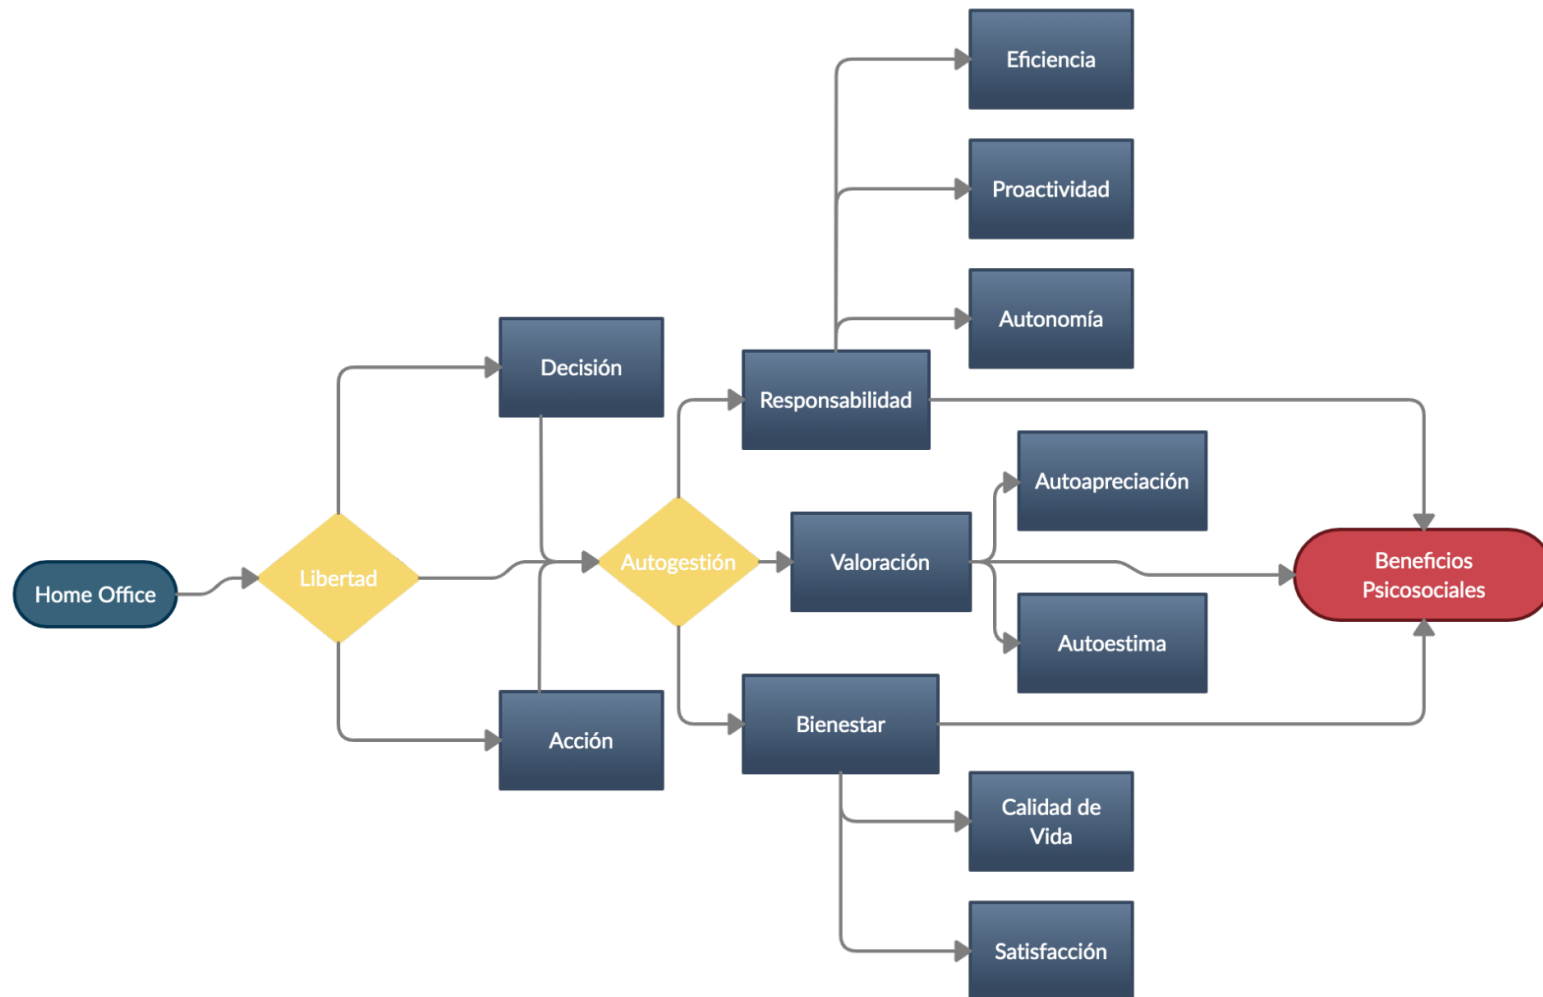 Eficiencia
Proactividad
Autonomía
Decisión
Responsabilidad
Autoapreciación
Home Office
Libertad
Autogestión
Valoración
Beneficios
Psicosociales
Autoestima
Acción
Bienestar
Calidad de
Vida
Satisfacción